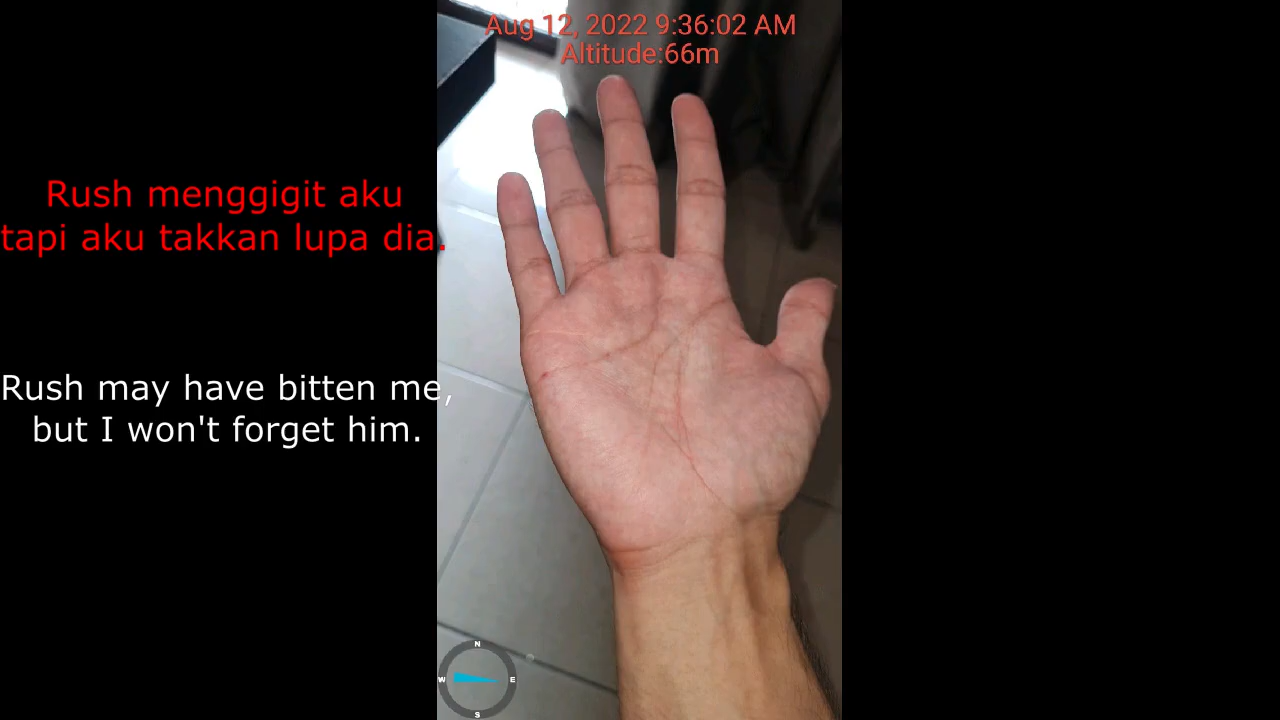 Aug 12, 2022 9:36:02 AM
Altitude:66m
Rush menggigit aku
tapi aku takkan lupa dia.
Rush may have bitten me,
but I won't forget him.
N
W
E
S